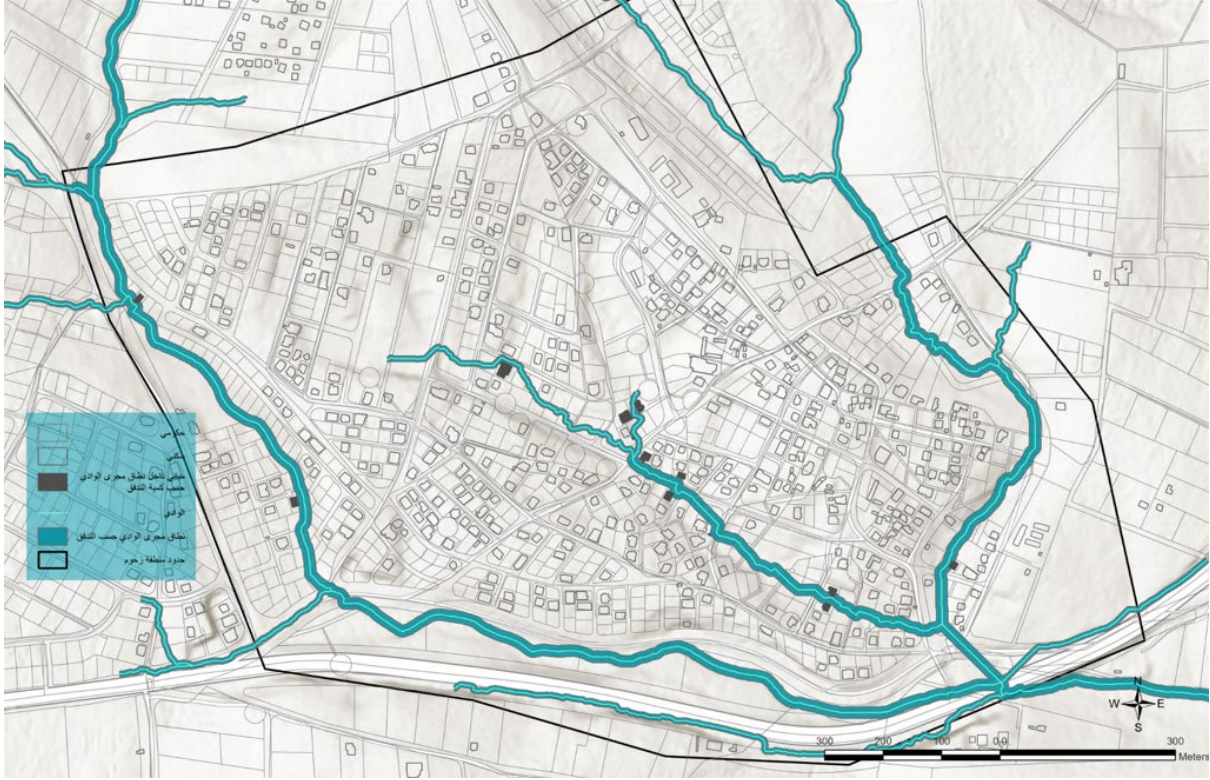 حكومي
سكني
مباني داخل نطاق مجرى الوادي
حسب كمية التدفق
الوادي
نطاق مجرى الوادي حسب التدفق
حدود منطقة زحوم
N
W E
S
300 200 100 0 300
Meters